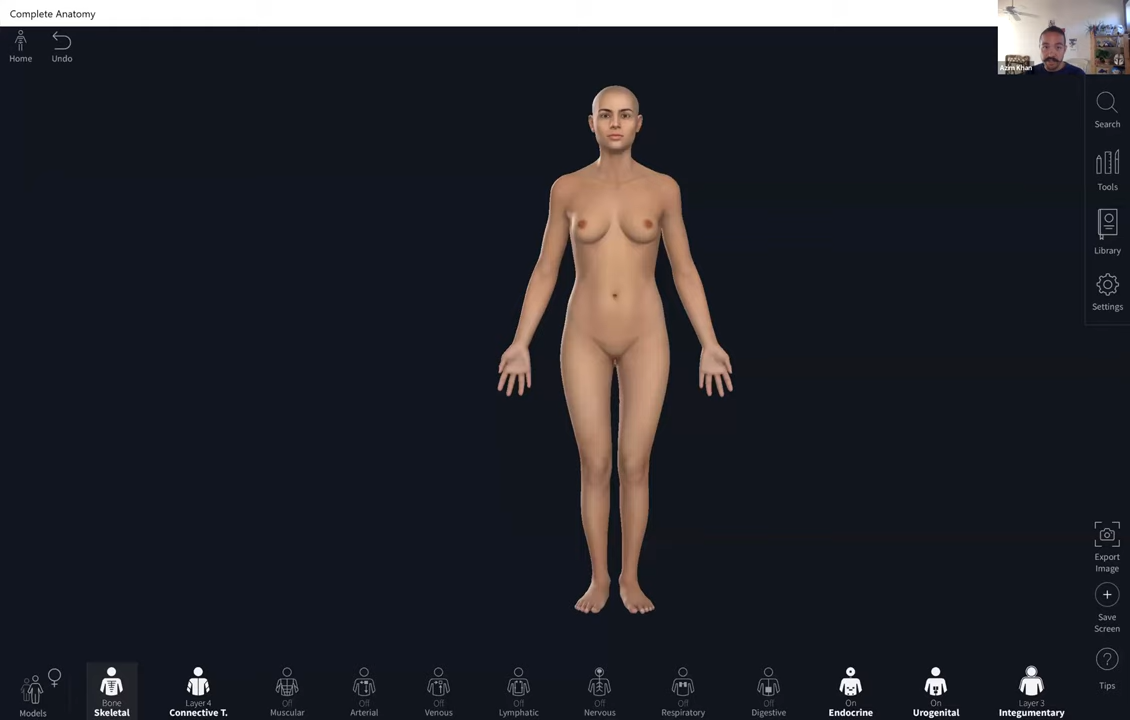 Complete Anatomy
Home
Undo
Azim Khan
Search
Tools
Library
Settings
Export
Image
Save
Screen
Tips
Models
Bone
Skeletal
Layer 4
Connective T.
Off
Muscular
Off
Arterial
Off
Venous
Off
Lymphatic
Off
Nervous
Off
Respiratory
Off
Digestive
On
Endocrine
On
Urogenital
Layer 3
Integumentary